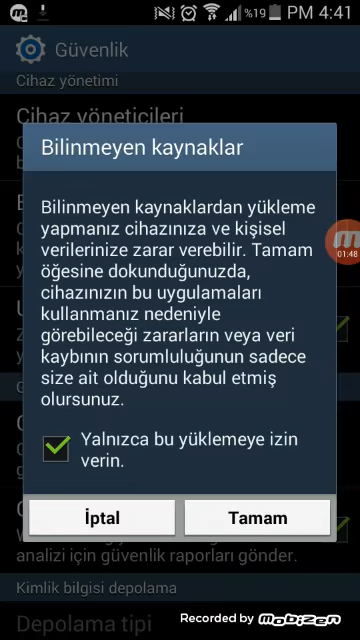 %19 PM 4:41
Güvenlik
Cihaz yönetimi
Cihaz yöneticileri
Bilinmeyen kaynaklar
Bilinmeyen kaynaklardan yükleme
yapmanız cihazınıza ve kişisel
verilerinize zarar verebilir. Tamam
öğesine dokunduğunuzda,
cihazınızın bu uygulamaları
kullanmanız nedeniyle
görebileceği zararların veya veri
kaybının sorumluluğunun sadece
size ait olduğunu kabul etmiş
olursunuz.
01:48
Yalnızca bu yüklemeye izin
verin.
İptal Tamam
analizi için güvenlik raporları gönder.
Kimlik bilgisi depolama
Depolama tipi
Recorded by Mobizen